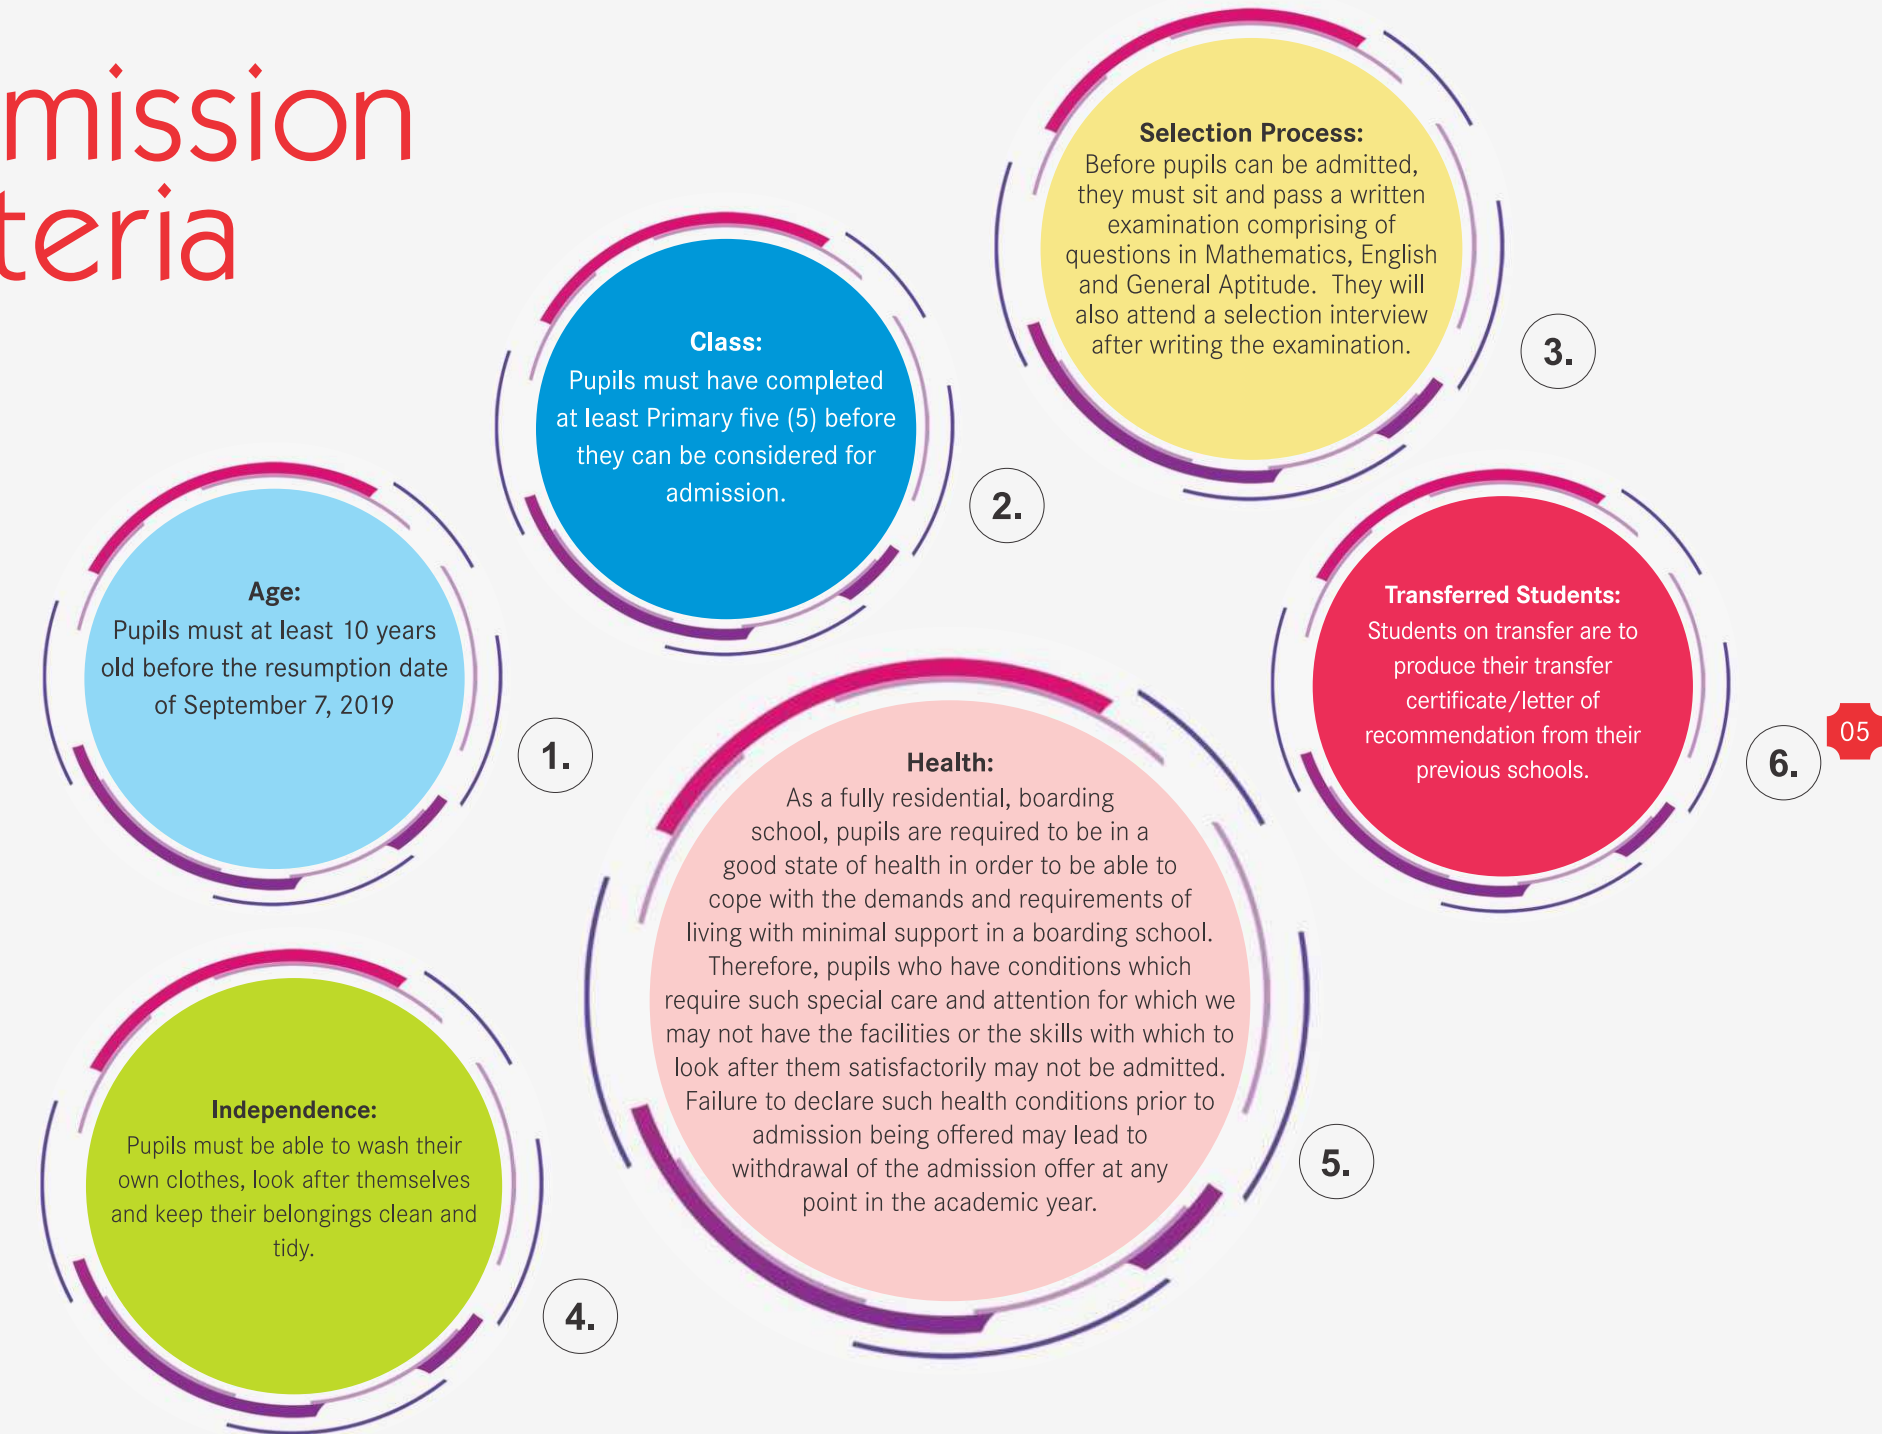 mission
teria
Age:
Pupils must at least 10 years
old before the resumption date
of September 7, 2019
1.
Class:
Pupils must have completed
at least Primary five (5) before
they can be considered for
admission.
2.
Selection Process:
Before pupils can be admitted,
they must sit and pass a written
examination comprising of
questions in Mathematics, English
and General Aptitude.  They will
also attend a selection interview
after writing the examination.
3.
Independence:
Pupils must be able to wash their
own clothes, look after themselves
and keep their belongings clean and
tidy.
4.
Health:
As a fully residential, boarding
school, pupils are required to be in a
good state of health in order to be able to
cope with the demands and requirements of
living with minimal support in a boarding school.
Therefore, pupils who have conditions which
require such special care and attention for which we
may not have the facilities or the skills with which to
look after them satisfactorily may not be admitted.
Failure to declare such health conditions prior to
admission being offered may lead to
withdrawal of the admission offer at any
point in the academic year.
5.
Transferred Students:
Students on transfer are to
produce their transfer
certificate/letter of
recommendation from their
previous schools.
6.
05